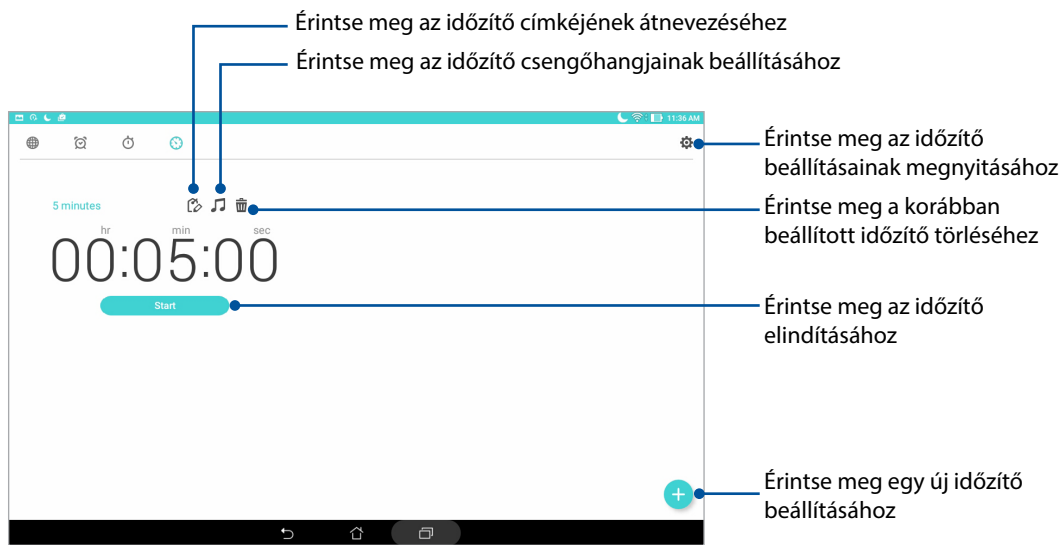 Érintse meg az időzítő címkéjének átnevezéséhez
Érintse meg az időzítő csengőhangjainak beállításához
11:36 AM
Érintse meg az időzítő
beállításainak megnyitásához
5 minutes
Érintse meg a korábban
beállított időzítő törléséhez
hr min sec
00:05:00
Start
Érintse meg az időzítő
elindításához
Érintse meg egy új időzítő
beállításához